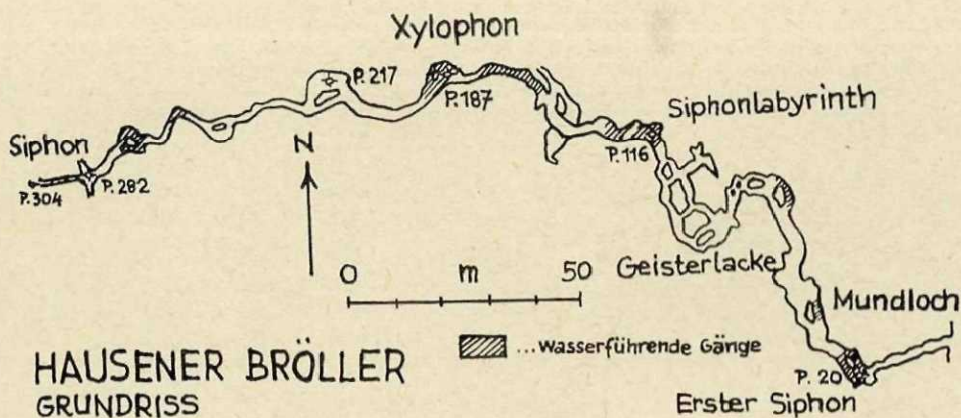 Xylophon
P.217
P.187
Siphonlabyrinth
Siphon
P.116
N
P.304
P.282
Geisterlacke
0 m 50
Mundloch
HAUSENER BRÖLLER
...wasserführende Gänge
P. 20
GRUNDRISS
Erster Siphon